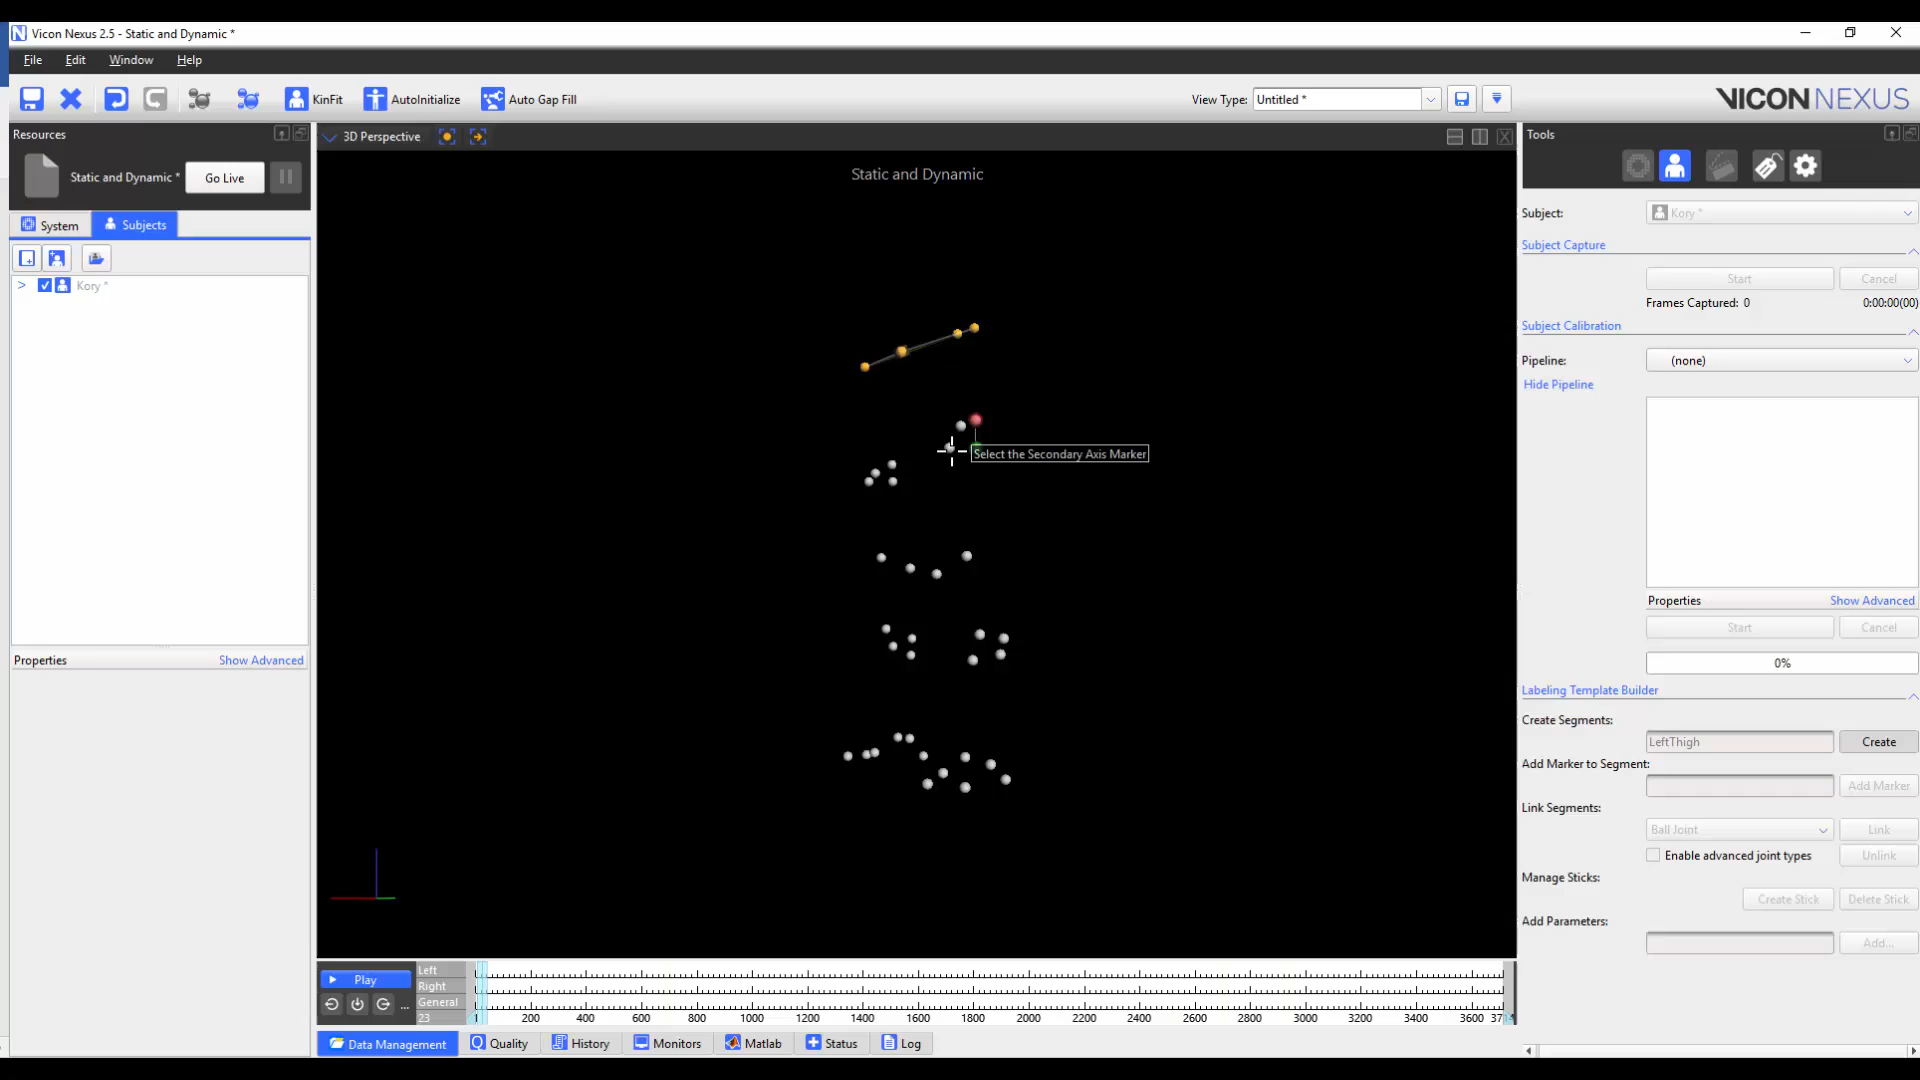 Vicon Nexus 2.5 - Static and Dynamic *
File Edit Window Help
KinFit AutoInitialize Auto Gap Fill View Type: Untitled * VICON NEXUS
Resources
Static and Dynamic * Go Live
System Subjects
Kory *
Properties Show Advanced
3D Perspective
Static and Dynamic
Select the Secondary Axis Marker
Play
Left
Right
General
23
...
1 200 400 600 800 1000 1200 1400 1600 1800 2000 2200 2400 2600 2800 3000 3200 3400 3600
Data Management Quality History Monitors Matlab Status Log
Tools
Subject: Kory *
Subject Capture
Start Cancel
Frames Captured: 0 0:00:00(00)
Subject Calibration
Pipeline: (none)
Hide Pipeline
Properties Show Advanced
Start Cancel
0%
Labeling Template Builder
Create Segments:
LeftThigh Create
Add Marker to Segment:
Add Marker
Link Segments:
Ball Joint Link
Enable advanced joint types Unlink
Manage Sticks:
Create Stick Delete Stick
Add Parameters:
Add...